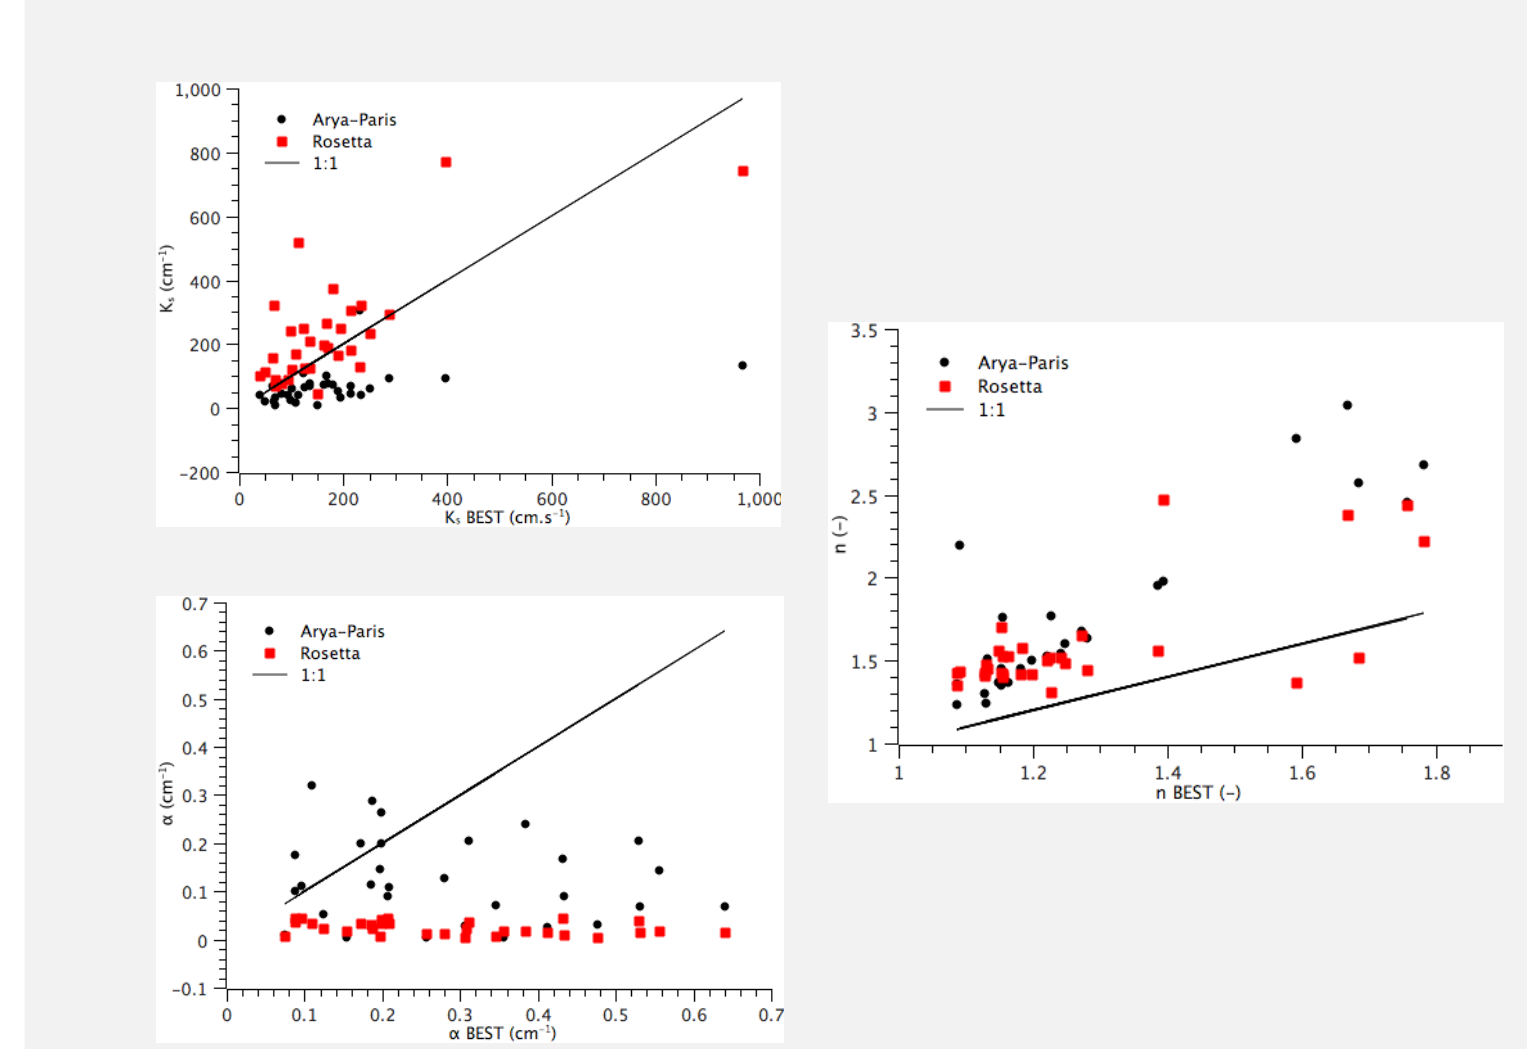 1,000
800
600
400
200
0
−200
Kₛ (cm⁻¹)
Arya−Paris
Rosetta
1:1
0 200 400 600 800 1,000
Kₛ BEST (cm.s⁻¹)
3.5
3
2.5
2
1.5
1
n (−)
Arya−Paris
Rosetta
1:1
1 1.2 1.4 1.6 1.8
n BEST (−)
0.7
0.6
0.5
0.4
0.3
0.2
0.1
0
−0.1
α (cm⁻¹)
Arya−Paris
Rosetta
1:1
0 0.1 0.2 0.3 0.4 0.5 0.6 0.7
α BEST (cm⁻¹)